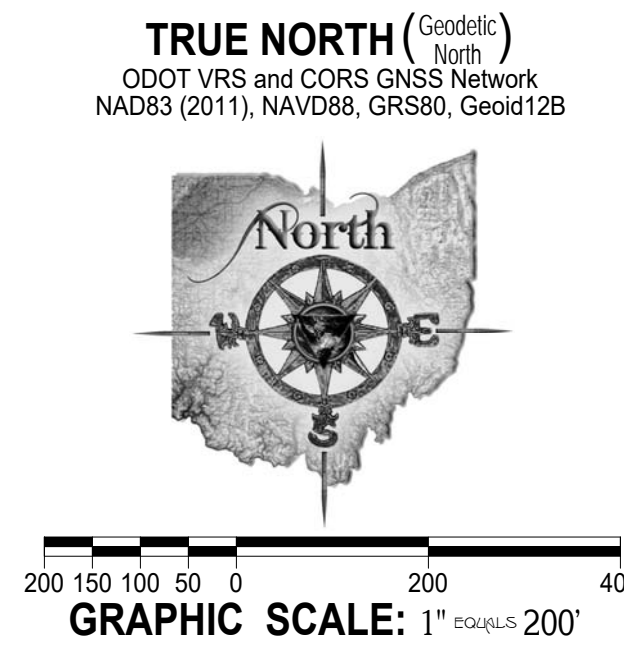 TRUE NORTH (Geodetic North)
ODOT VRS and CORS GNSS Network
NAD83 (2011), NAVD88, GRS80, Geoid12B
North
W E
S
200 150 100 50 0 200 40
GRAPHIC SCALE: 1" EQUALS 200'